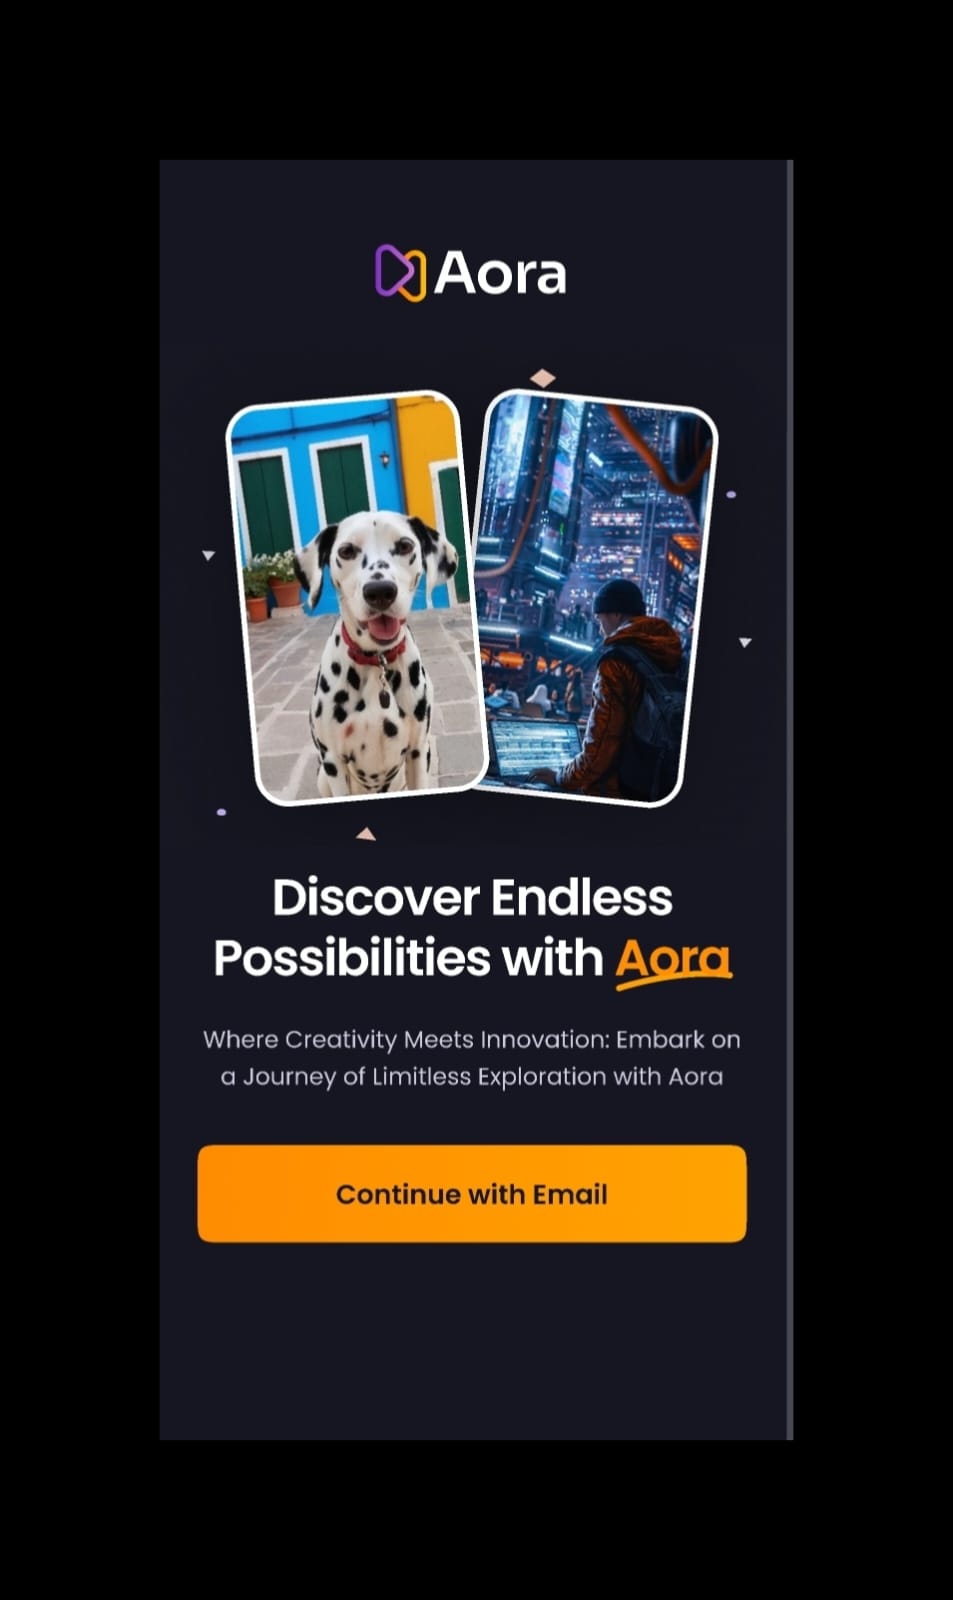 Aora
Discover Endless
Possibilities with Aora
Where Creativity Meets Innovation: Embark on
a Journey of Limitless Exploration with Aora
Continue with Email